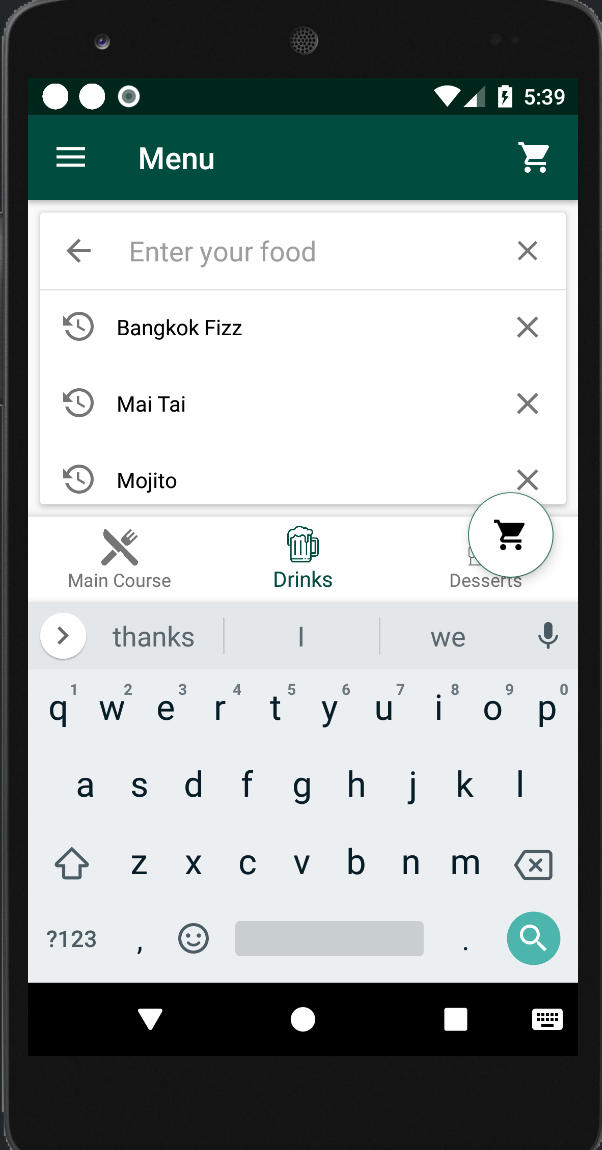 5:39
Menu
Enter your food
Bangkok Fizz
Mai Tai
Mojito
Main Course Drinks Desserts
thanks I we
1 2 3 4 5 6 7 8 9 0
q w e r t y u i o p
a s d f g h j k l
z x c v b n m
?123 , .